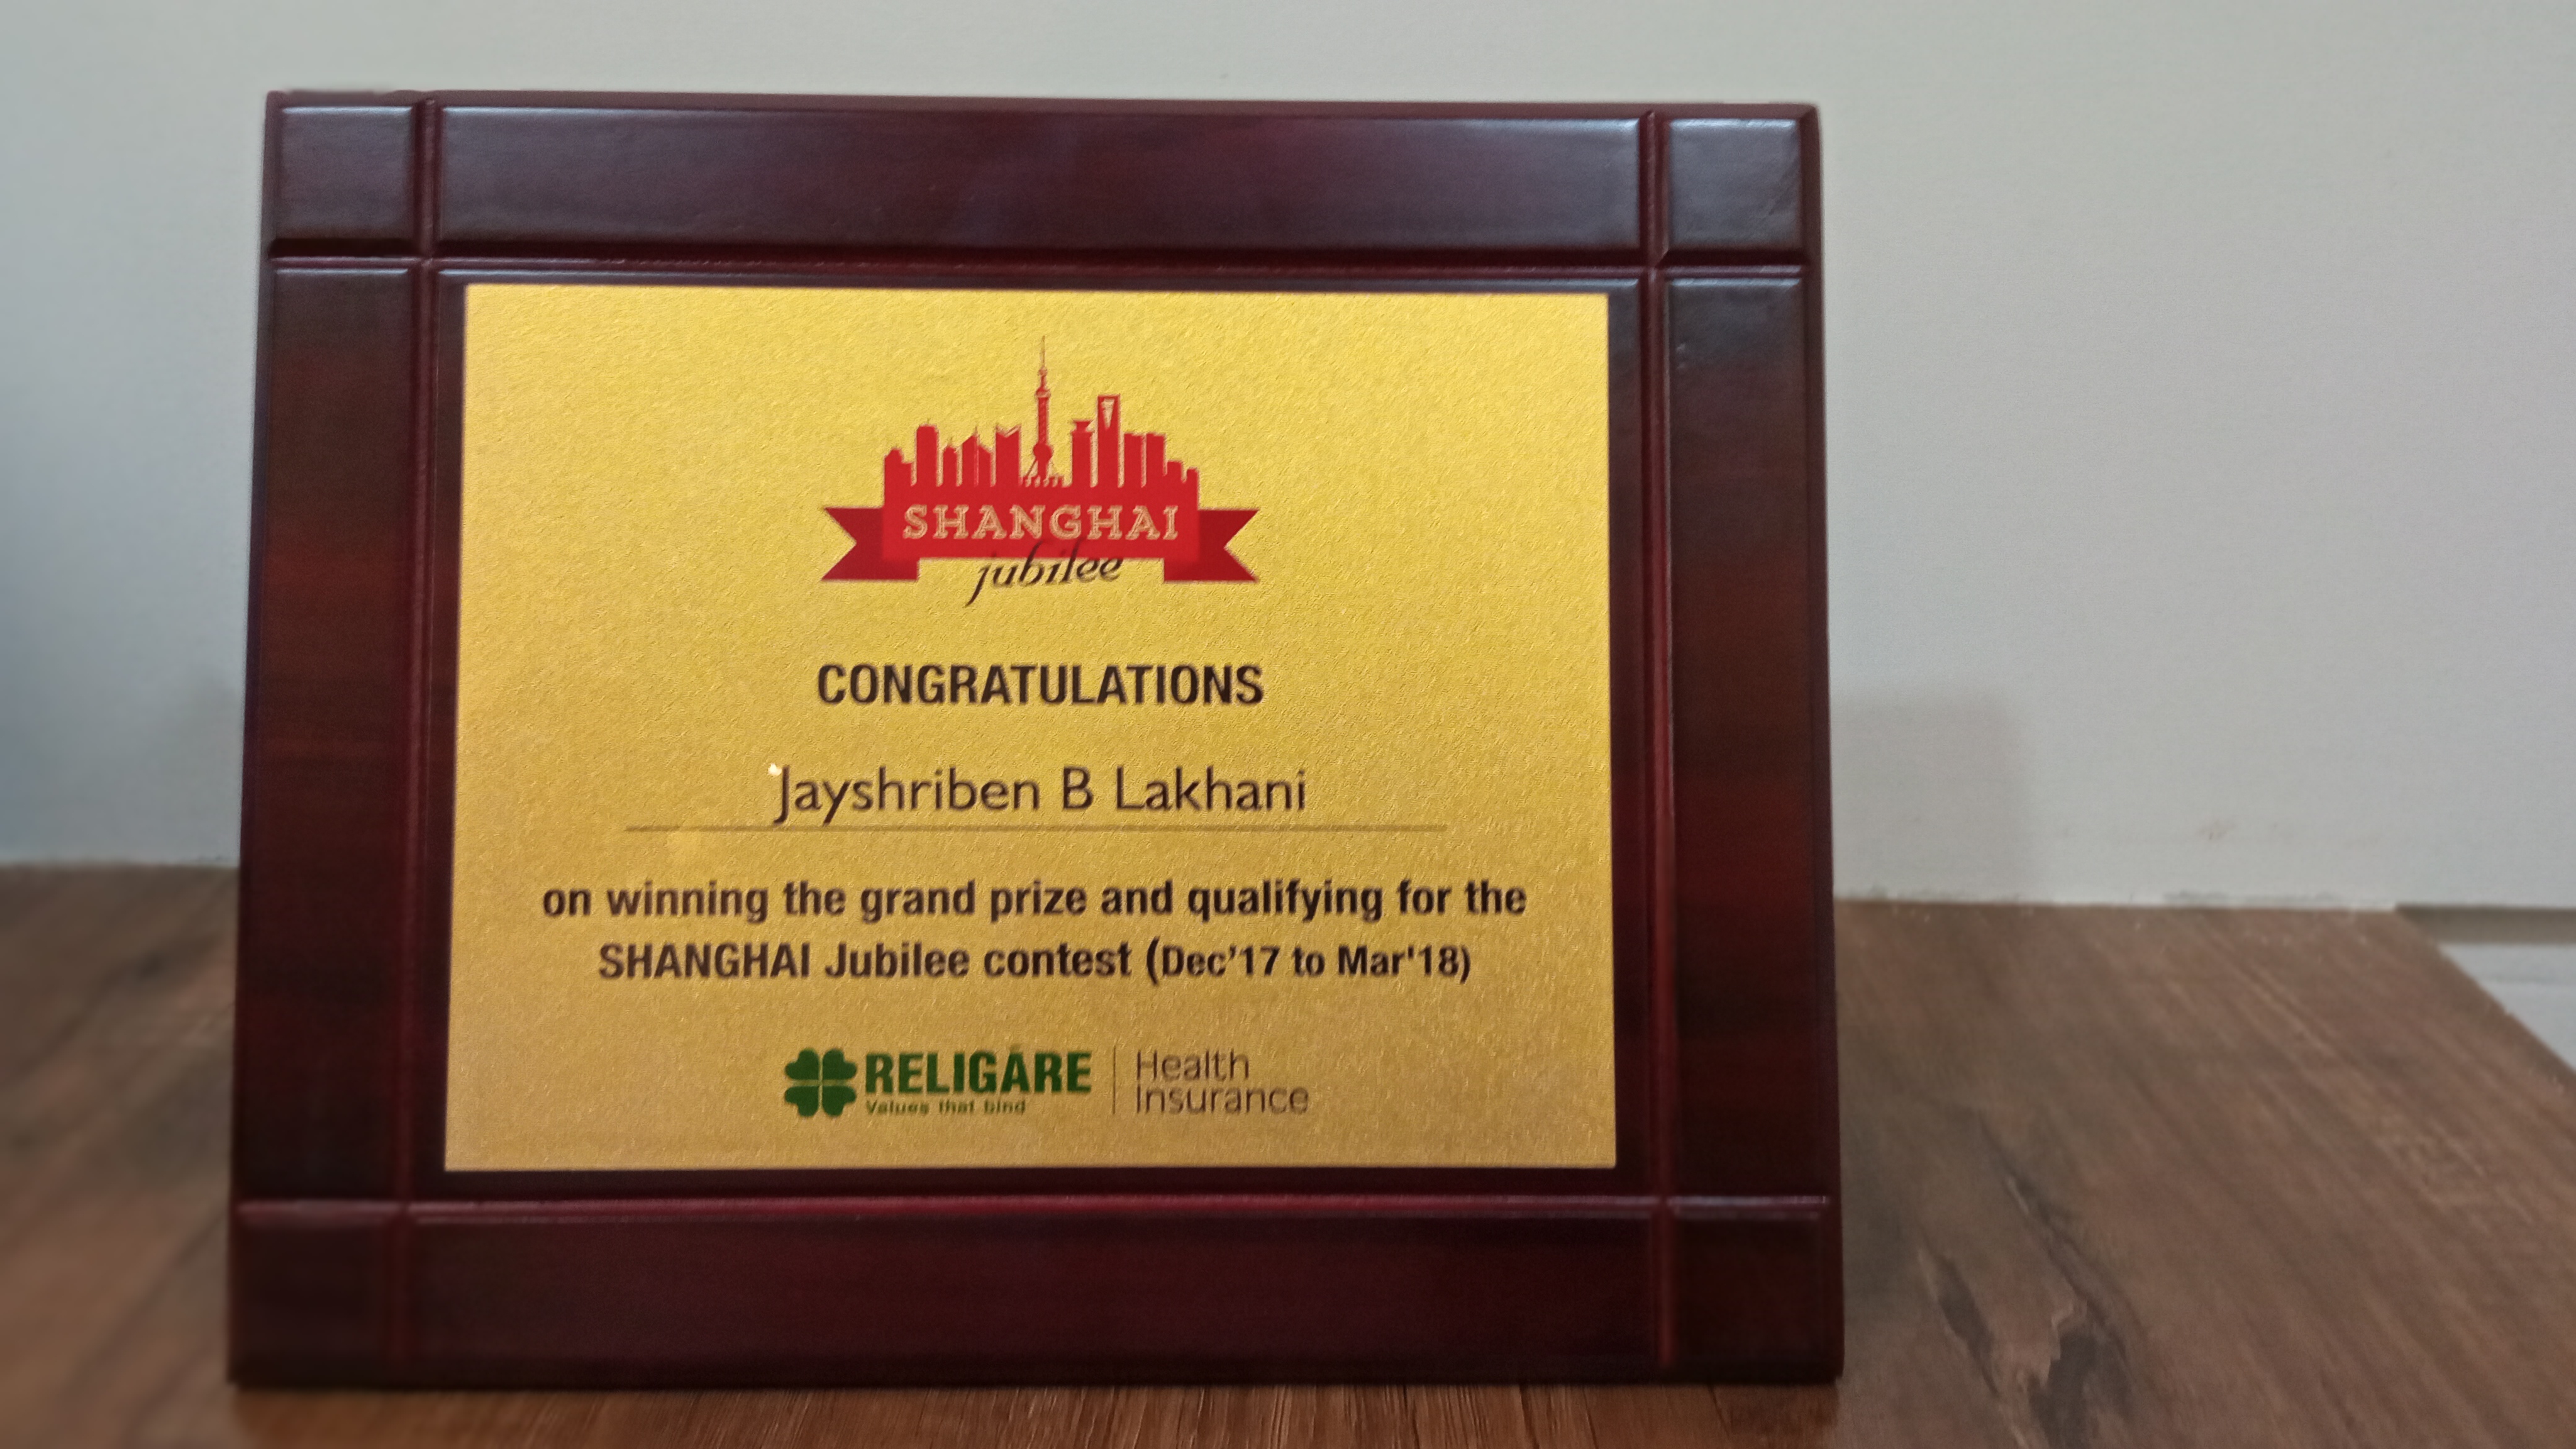 SHANGHAI
jubilee
CONGRATULATIONS
Jayshriben B Lakhani
on winning the grand prize and qualifying for the
SHANGHAI Jubilee contest (Dec’17 to Mar'18)
RELIGARE
Values that bind
Health
Insurance